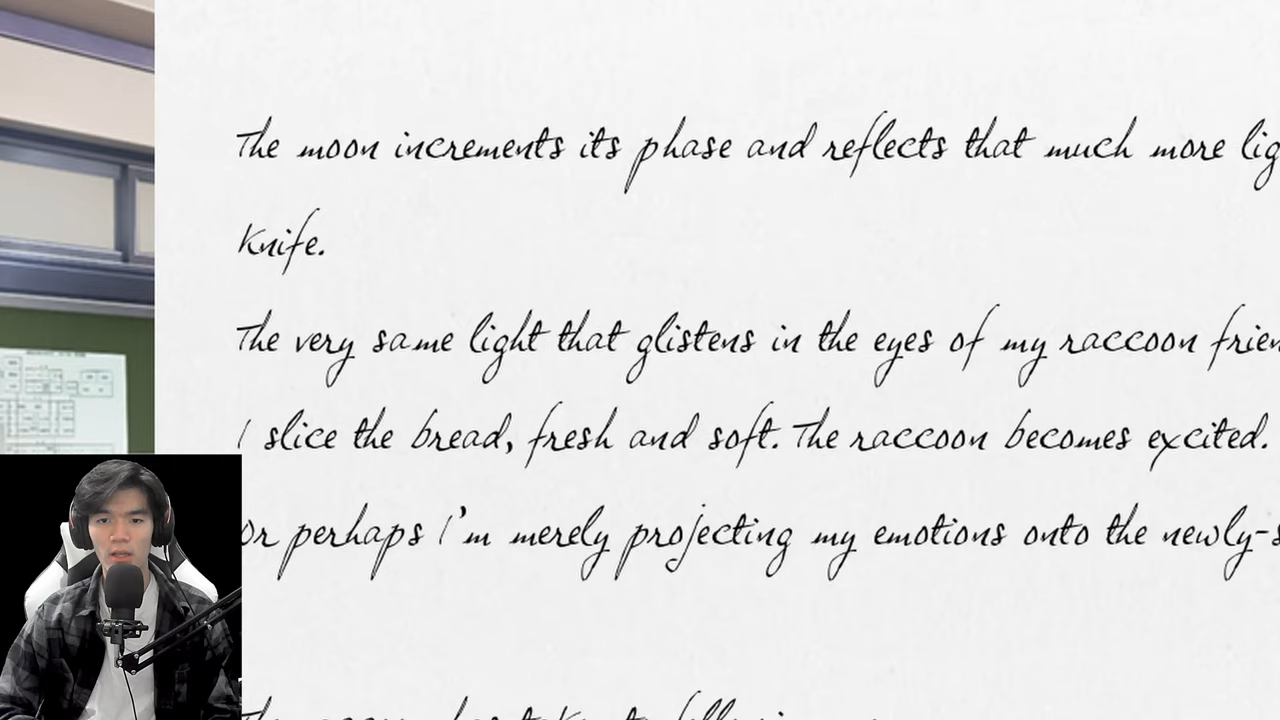 The moon increments its phase and reflects that much more
Knife.
The very same light that glistens in the eyes of my raccoon
I slice the bread, fresh and soft. The raccoon becomes excited.
Or perhaps I'm merely projecting my emotions onto the newly-